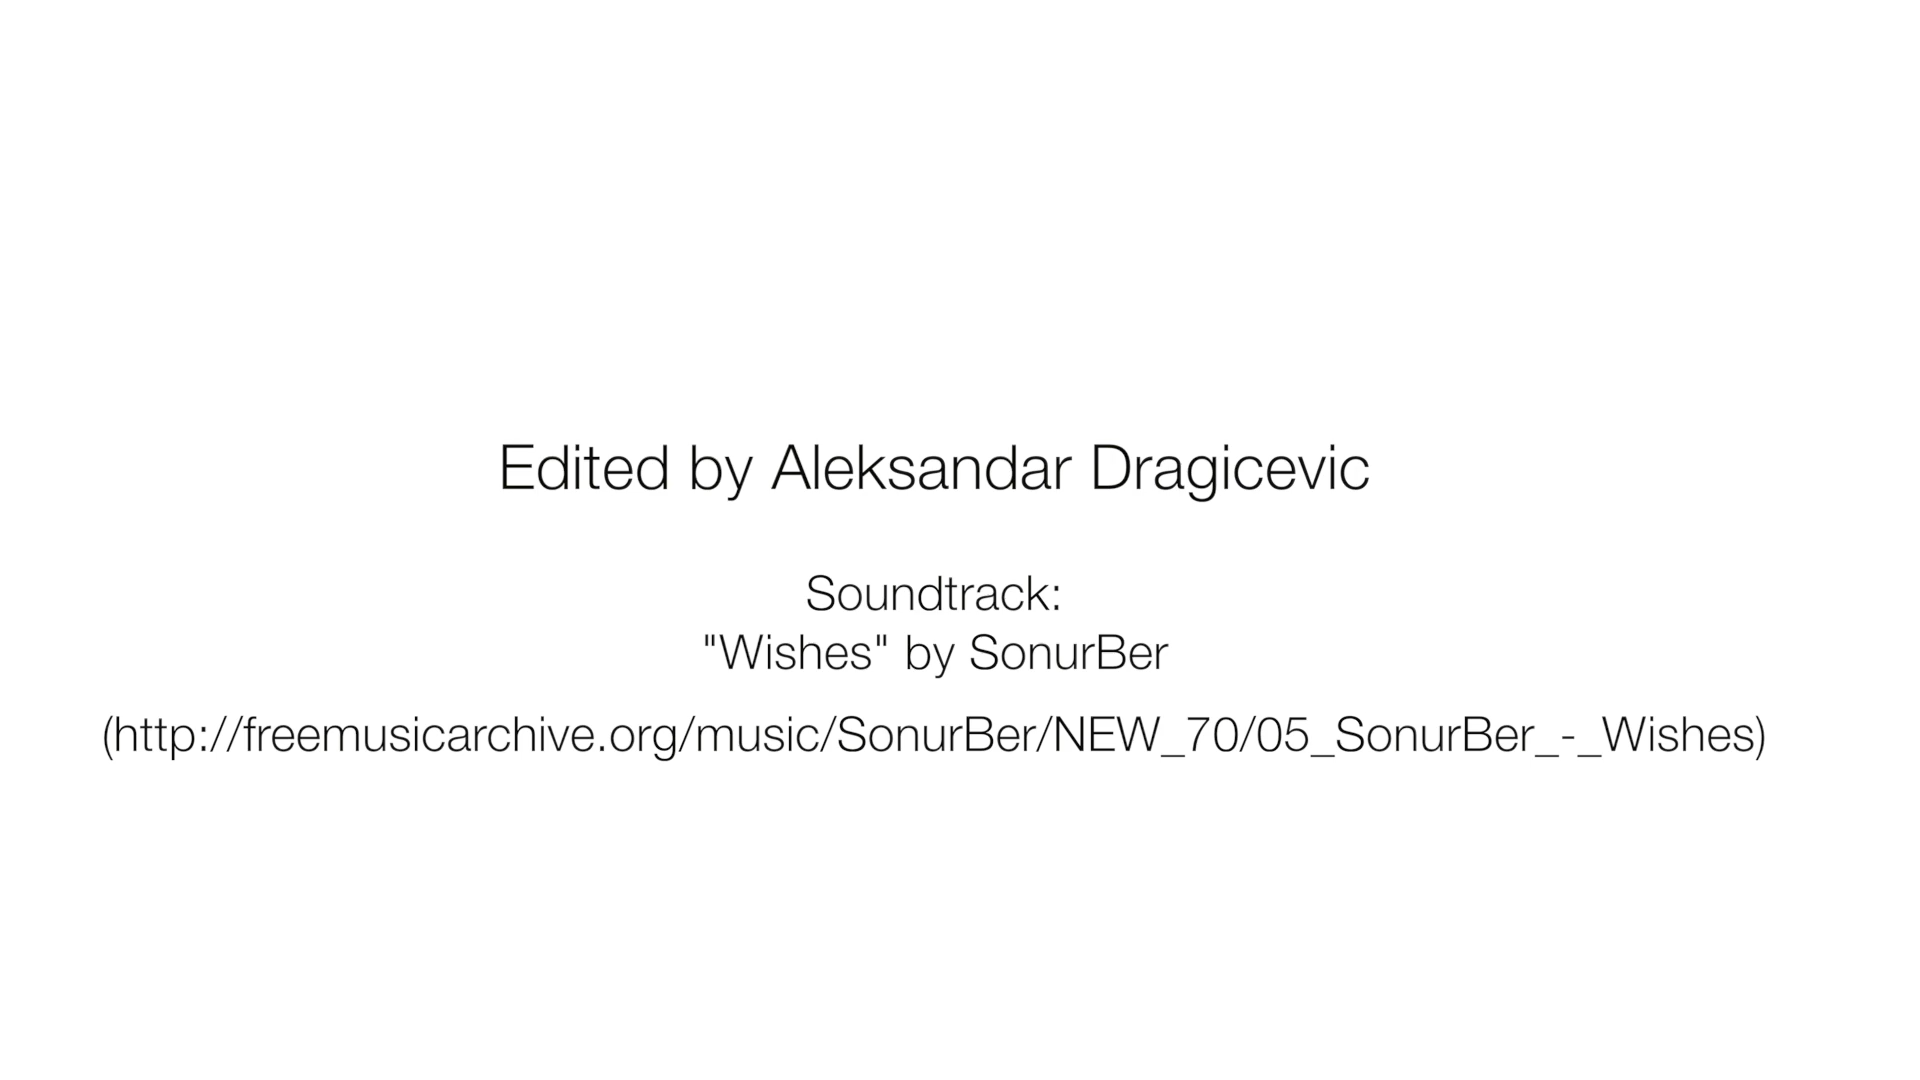 Edited by Aleksandar Dragicevic
Soundtrack:
"Wishes" by SonurBer
(http://freemusicarchive.org/music/SonurBer/NEW_70/05_SonurBer_-_Wishes)